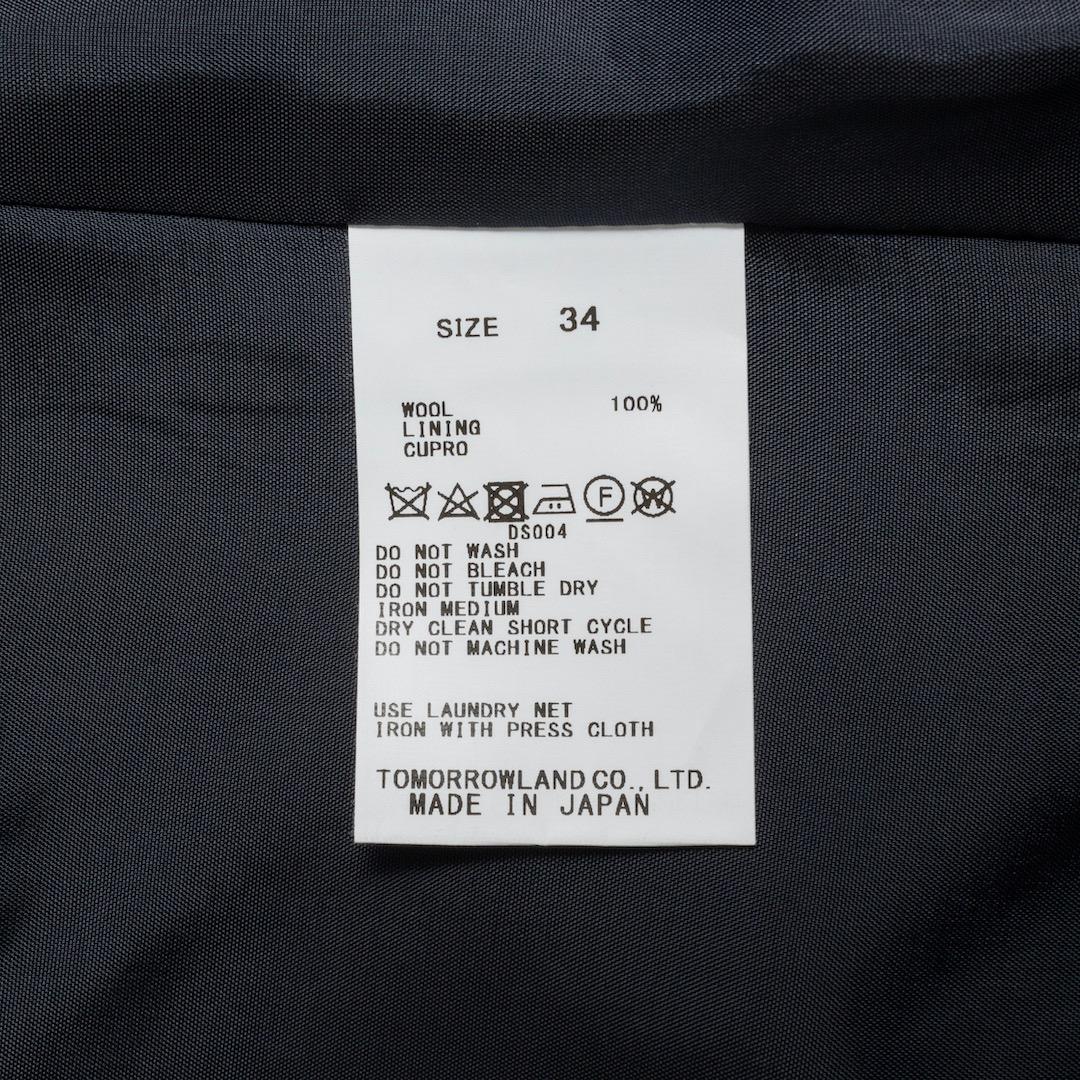 SIZE 34
WOOL 100%
LINING
CUPRO
F W
DS004
DO NOT WASH
DO NOT BLEACH
DO NOT TUMBLE DRY
IRON MEDIUM
DRY CLEAN SHORT CYCLE
DO NOT MACHINE WASH
USE LAUNDRY NET
IRON WITH PRESS CLOTH
TOMORROWLAND CO., LTD.
MADE IN JAPAN